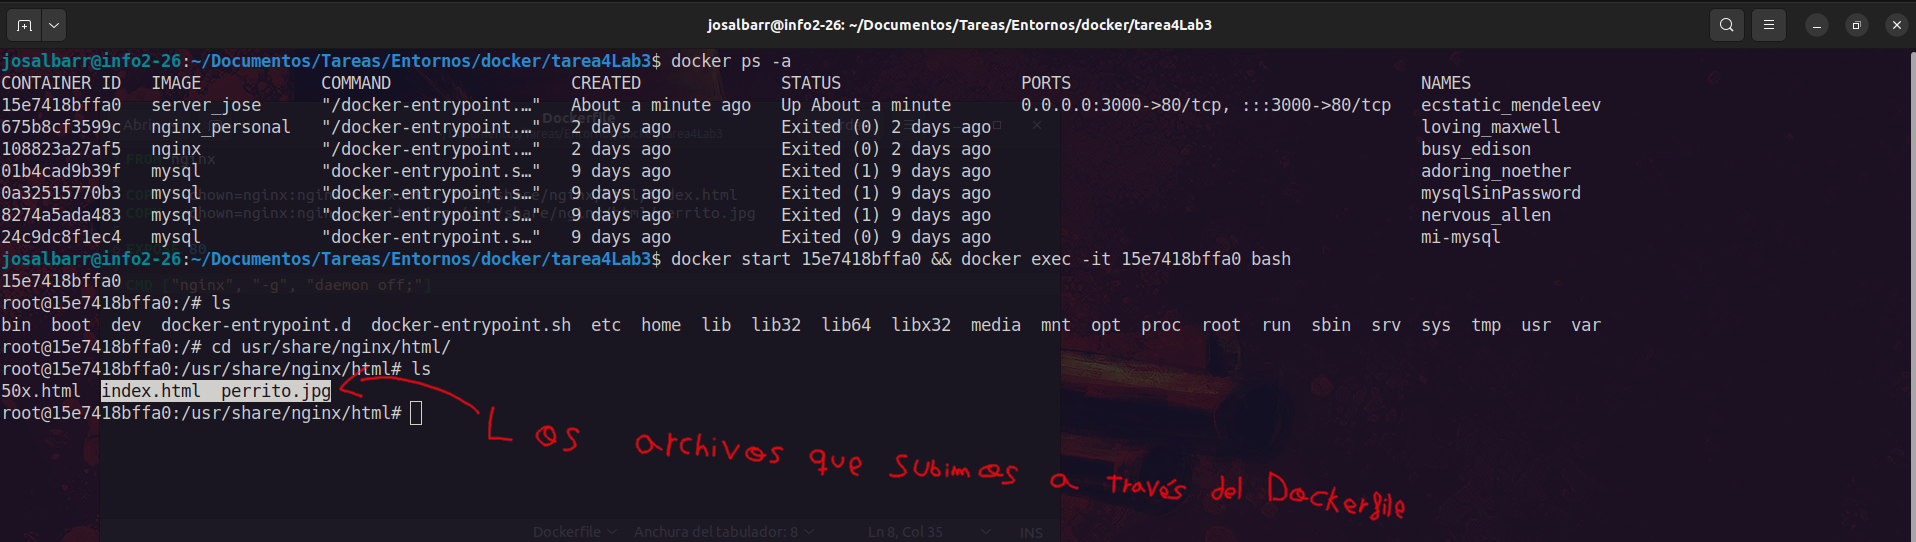 josalbarr@info2-26: ~/Documentos/Tareas/Entornos/docker/tarea4Lab3
josalbarr@info2-26:~/Documentos/Tareas/Entornos/docker/tarea4Lab3$ docker ps -a
CONTAINER ID   IMAGE            COMMAND                  CREATED              STATUS                  PORTS                                   NAMES
15e7418bffa0   server_jose      "/docker-entrypoint.…"   About a minute ago   Up About a minute       0.0.0.0:3000->80/tcp, :::3000->80/tcp   ecstatic_mendeleev
675b8cf3599c   nginx_personal   "/docker-entrypoint.…"   2 days ago           Exited (0) 2 days ago                                           loving_maxwell
108823a27af5   nginx            "/docker-entrypoint.…"   2 days ago           Exited (0) 2 days ago                                           busy_edison
01b4cad9b39f   mysql            "docker-entrypoint.s…"   9 days ago           Exited (1) 9 days ago                                           adoring_noether
0a32515770b3   mysql            "docker-entrypoint.s…"   9 days ago           Exited (1) 9 days ago                                           mysqlSinPassword
8274a5ada483   mysql            "docker-entrypoint.s…"   9 days ago           Exited (1) 9 days ago                                           nervous_allen
24c9dc8f1ec4   mysql            "docker-entrypoint.s…"   9 days ago           Exited (0) 9 days ago                                           mi-mysql
josalbarr@info2-26:~/Documentos/Tareas/Entornos/docker/tarea4Lab3$ docker start 15e7418bffa0 && docker exec -it 15e7418bffa0 bash
15e7418bffa0
CMD ["nginx", "-g", "daemon off;"]
root@15e7418bffa0:/# ls
bin  boot  dev  docker-entrypoint.d  docker-entrypoint.sh  etc  home  lib  lib32  lib64  libx32  media  mnt  opt  proc  root  run  sbin  srv  sys  tmp  usr  var
root@15e7418bffa0:/# cd usr/share/nginx/html/
root@15e7418bffa0:/usr/share/nginx/html# ls
50x.html  index.html  perrito.jpg
root@15e7418bffa0:/usr/share/nginx/html#
Los archivos que subimos a través del Dockerfile
Dockerfile   Anchura del tabulador: 8   Ln 8, Col 35   INS